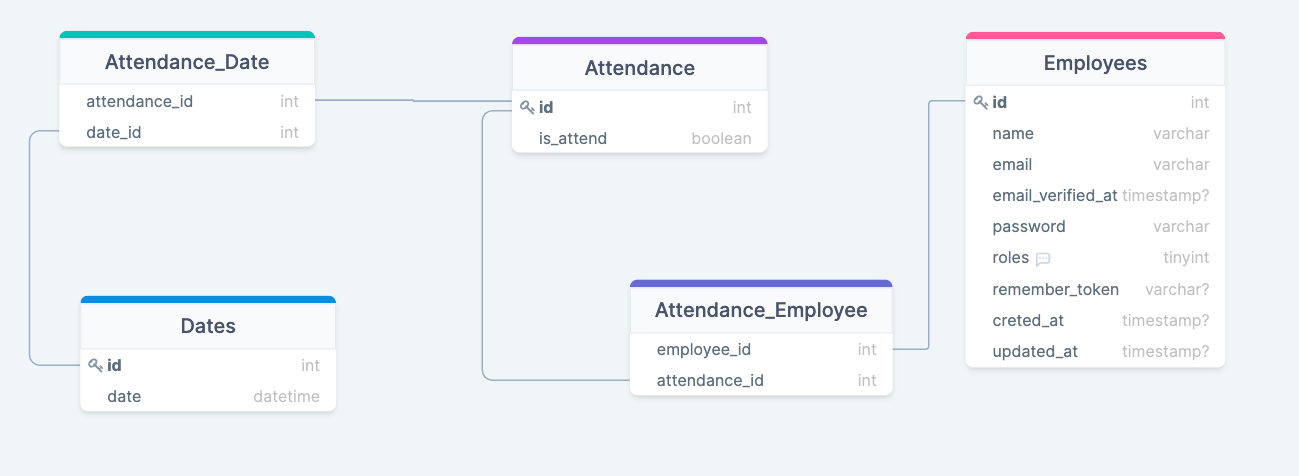 Attendance_Date
attendance_id int
date_id int
Attendance
id int
is_attend boolean
Employees
id int
name varchar
email varchar
email_verified_at timestamp?
password varchar
roles tinyint
remember_token varchar?
creted_at timestamp?
updated_at timestamp?
Dates
id int
date datetime
Attendance_Employee
employee_id int
attendance_id int